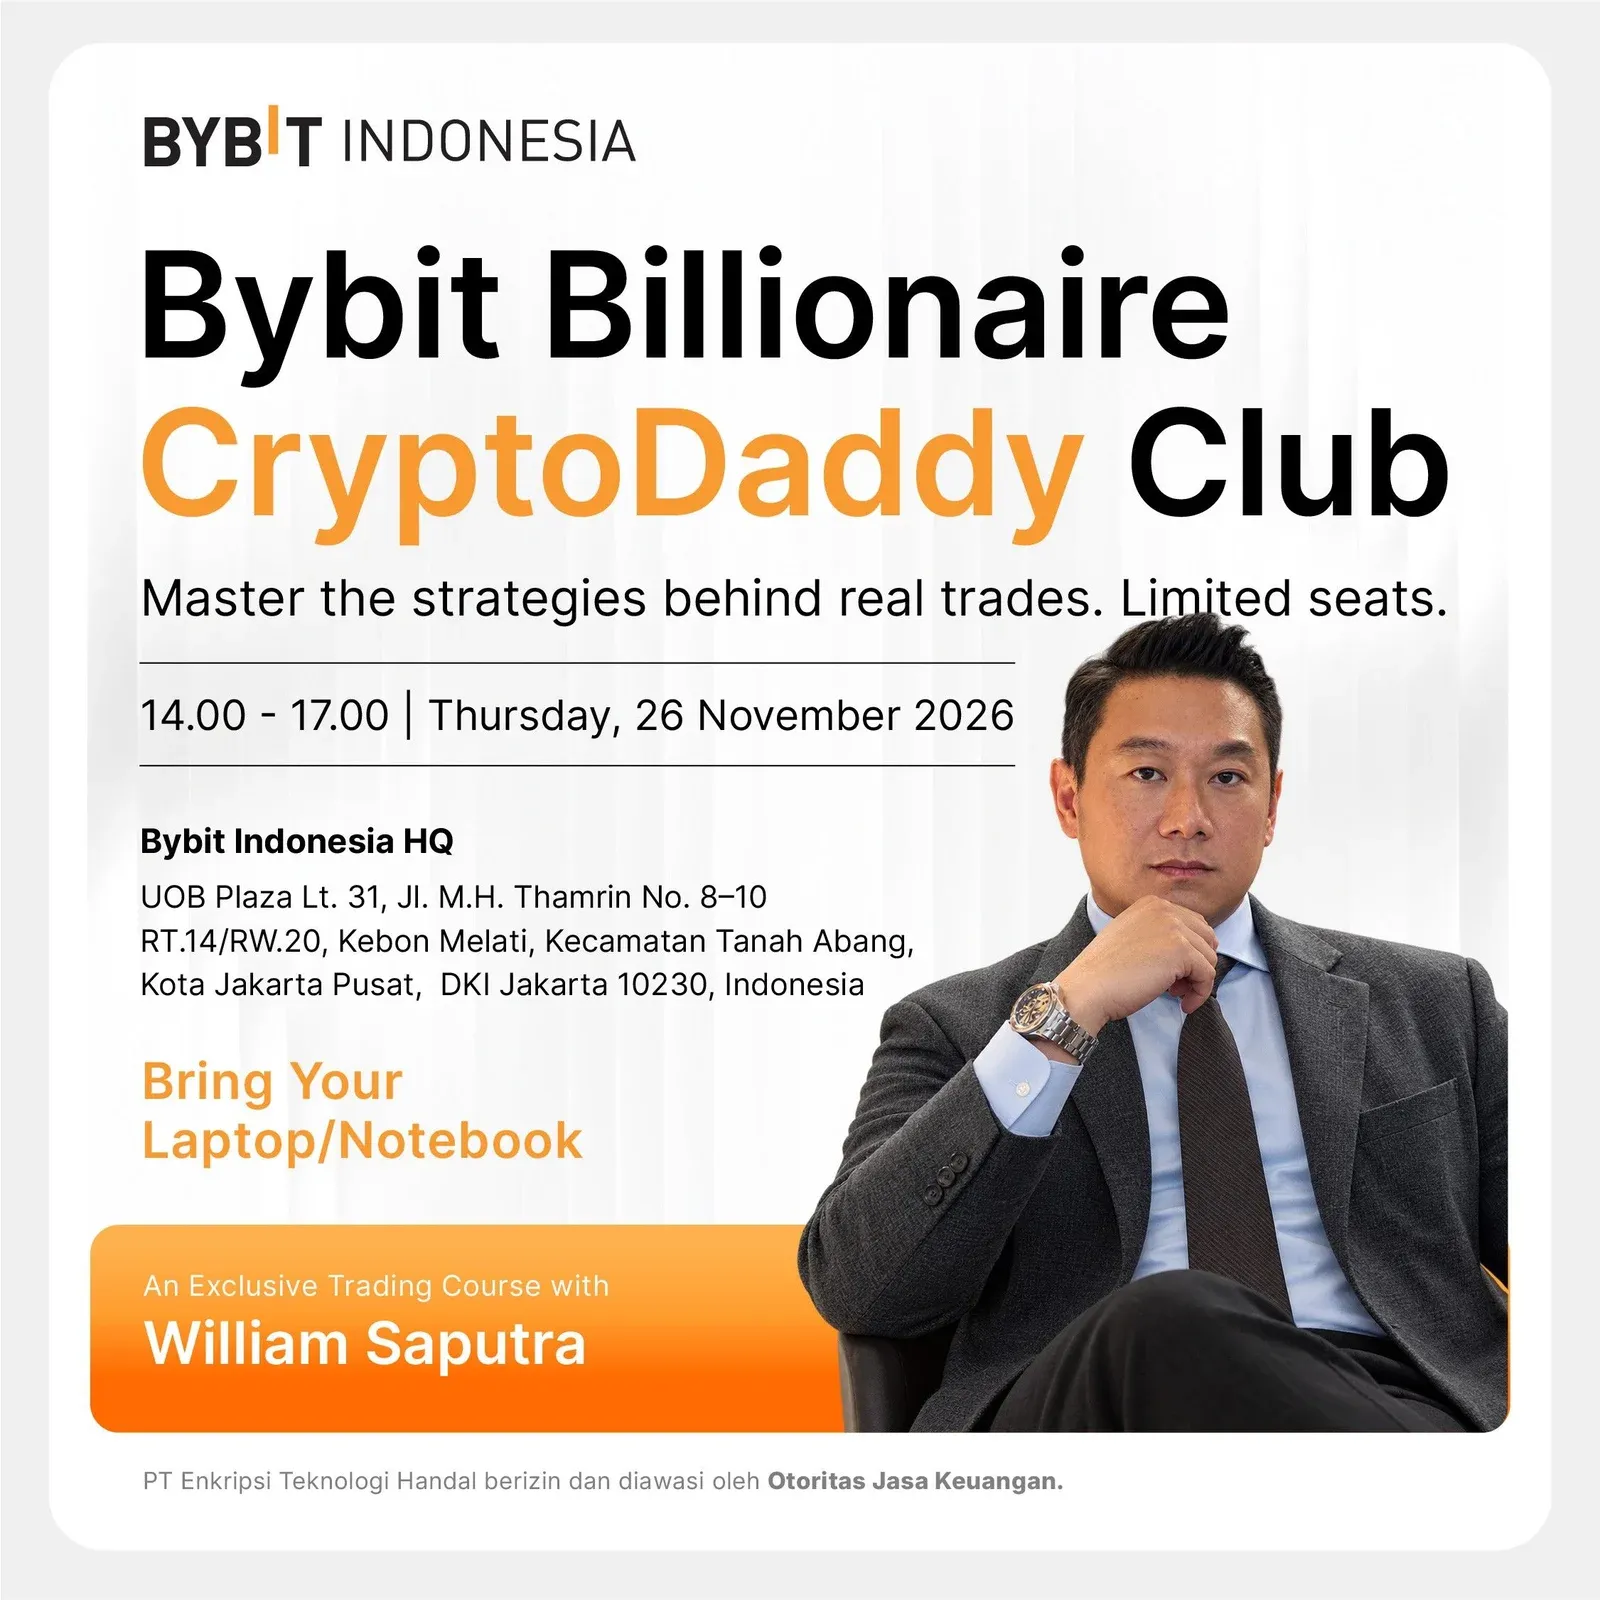 BYBIT INDONESIA
Bybit Billionaire
CryptoDaddy Club
Master the strategies behind real trades. Limited seats.
14.00 - 17.00 | Thursday, 26 November 2026
Bybit Indonesia HQ
UOB Plaza Lt. 31, Jl. M.H. Thamrin No. 8–10
RT.14/RW.20, Kebon Melati, Kecamatan Tanah Abang,
Kota Jakarta Pusat,  DKI Jakarta 10230, Indonesia
Bring Your
Laptop/Notebook
An Exclusive Trading Course with
William Saputra
PT Enkripsi Teknologi Handal berizin dan diawasi oleh Otoritas Jasa Keuangan.